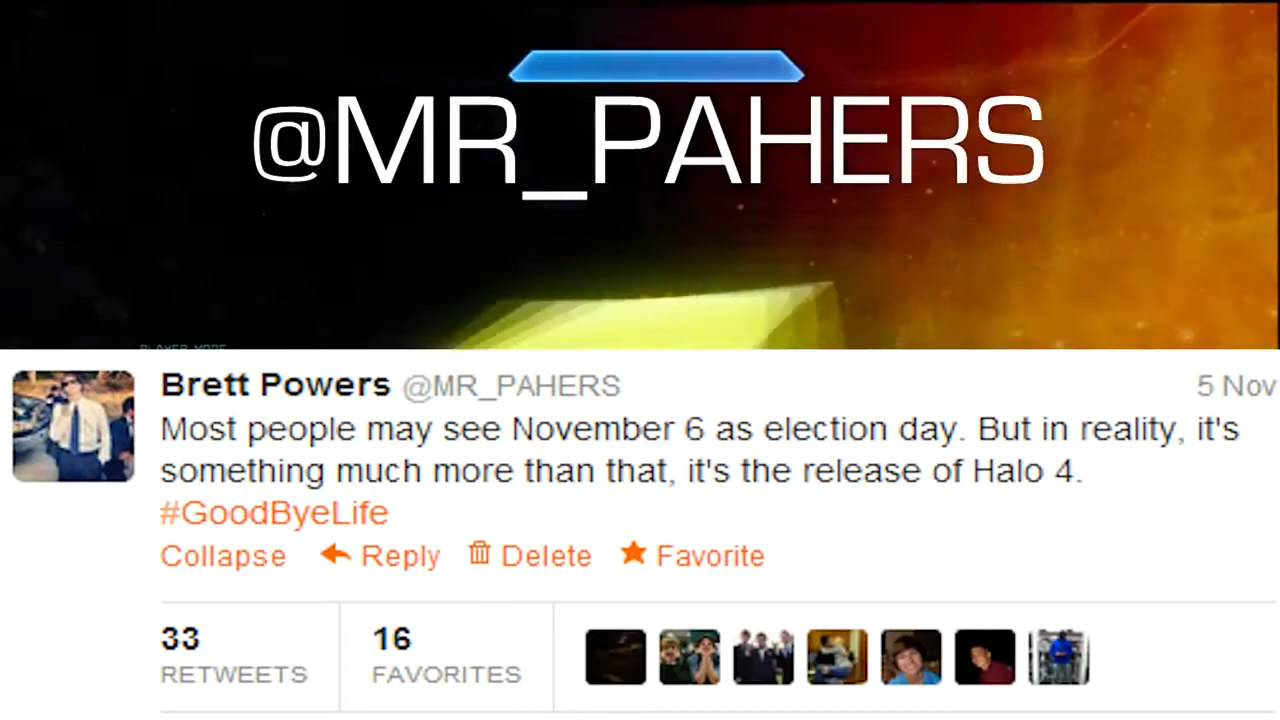 @MR_PAHERS
PLAYER MODE
Brett Powers @MR_PAHERS 5 Nov
Most people may see November 6 as election day. But in reality, it's
something much more than that, it's the release of Halo 4.
#GoodByeLife
Collapse Reply Delete Favorite
33 16
RETWEETS FAVORITES